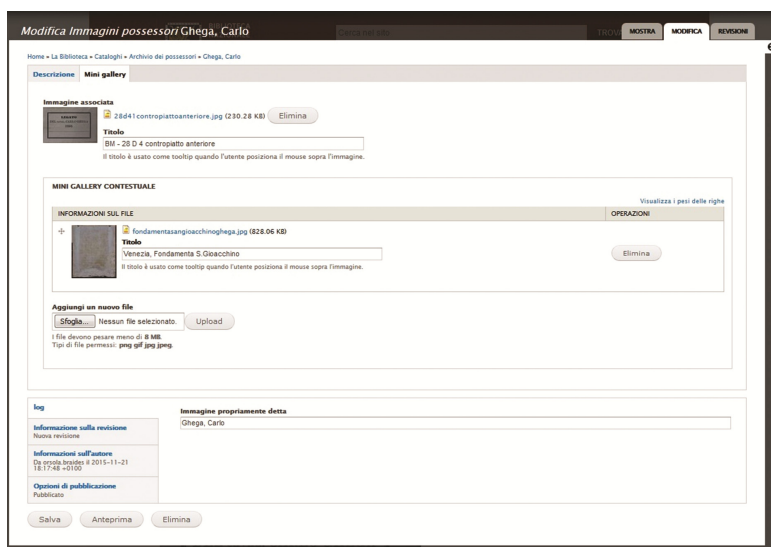 Modifica Immagini possessori Ghega, Carlo
BIBLIOTECA
Cerca nel sito
TROVA
MOSTRA
MODIFICA
REVISIONI
Home » La Biblioteca » Cataloghi » Archivio dei possessori » Ghega, Carlo
Descrizione
Mini gallery
Immagine associata
28d41contropiattoanteriore.jpg (230.28 KB)
Elimina
Titolo
BM - 28 D 4 contropiatto anteriore
Il titolo è usato come tooltip quando l'utente posiziona il mouse sopra l'immagine.
MINI GALLERY CONTESTUALE
Visualizza i pesi delle righe
INFORMAZIONI SUL FILE
OPERAZIONI
fondamentasangioacchinoghega.jpg (828.06 KB)
Titolo
Venezia, Fondamenta S.Gioacchino
Elimina
Il titolo è usato come tooltip quando l'utente posiziona il mouse sopra l'immagine.
Aggiungi un nuovo file
Sfoglia... Nessun file selezionato.
Upload
I file devono pesare meno di 8 MB.
Tipi di file permessi: png gif jpg jpeg.
log
Immagine propriamente detta
Ghega, Carlo
Informazione sulla revisione
Nuova revisione
Informazioni sull'autore
Da orsola.braides il 2015-11-21
18:17:48 +0100
Opzioni di pubblicazione
Pubblicato
Salva
Anteprima
Elimina